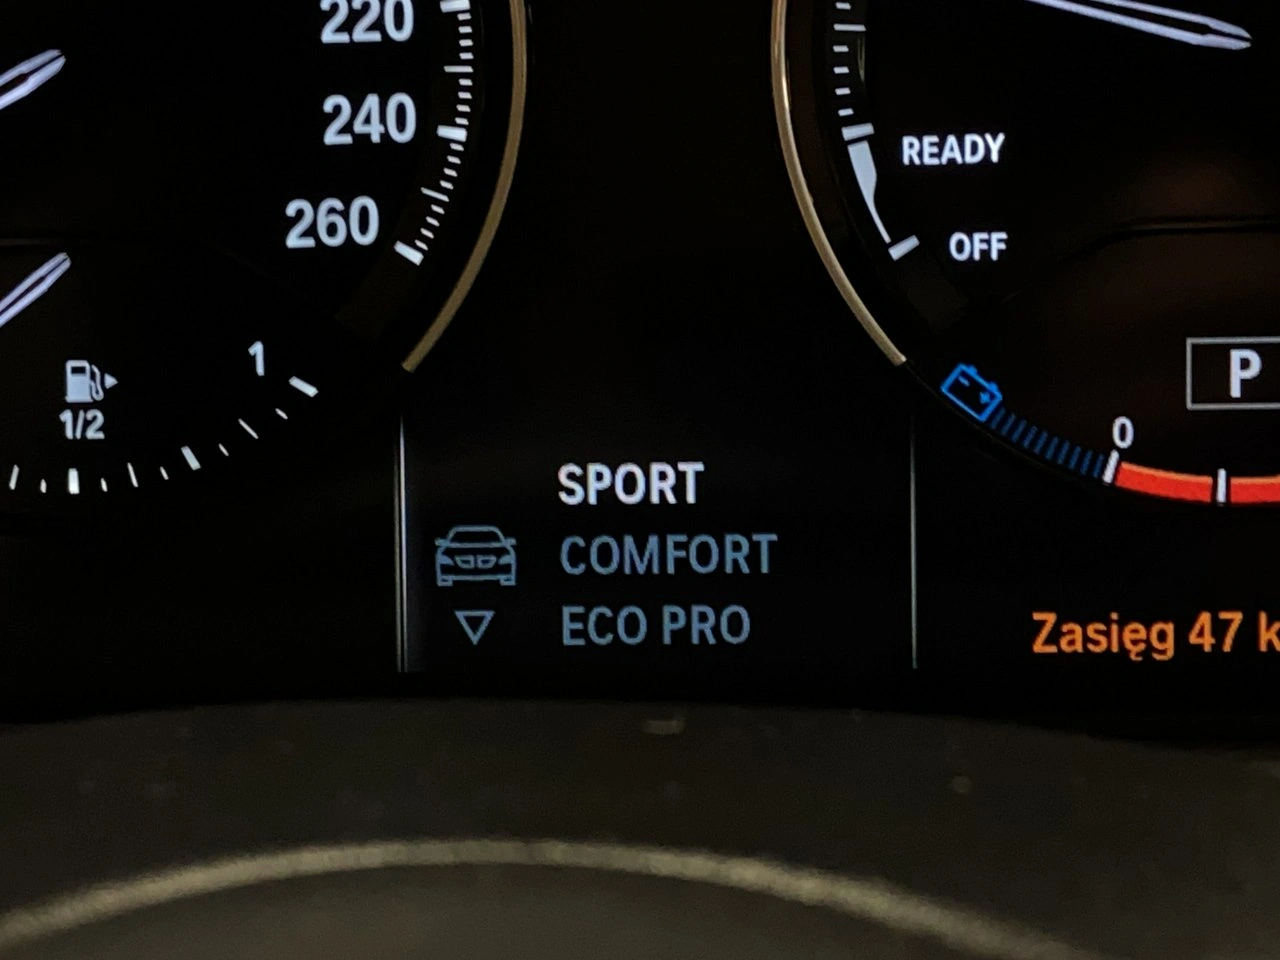 220
240
260
READY
OFF
1
1/2
P
0
SPORT
COMFORT
ECO PRO
Zasięg 47 k